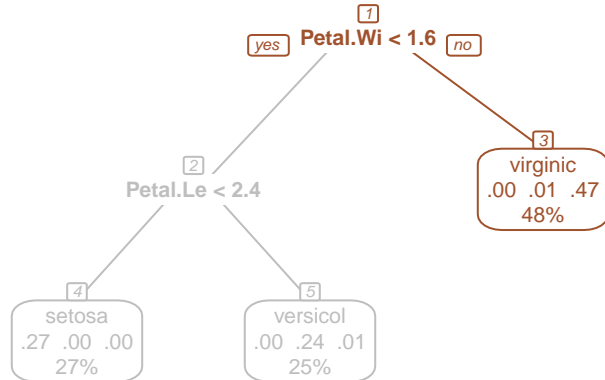 1
yes Petal.Wi < 1.6 no
2
Petal.Le < 2.4
3
virginic
.00 .01 .47
48%
4
setosa
.27 .00 .00
27%
5
versicol
.00 .24 .01
25%